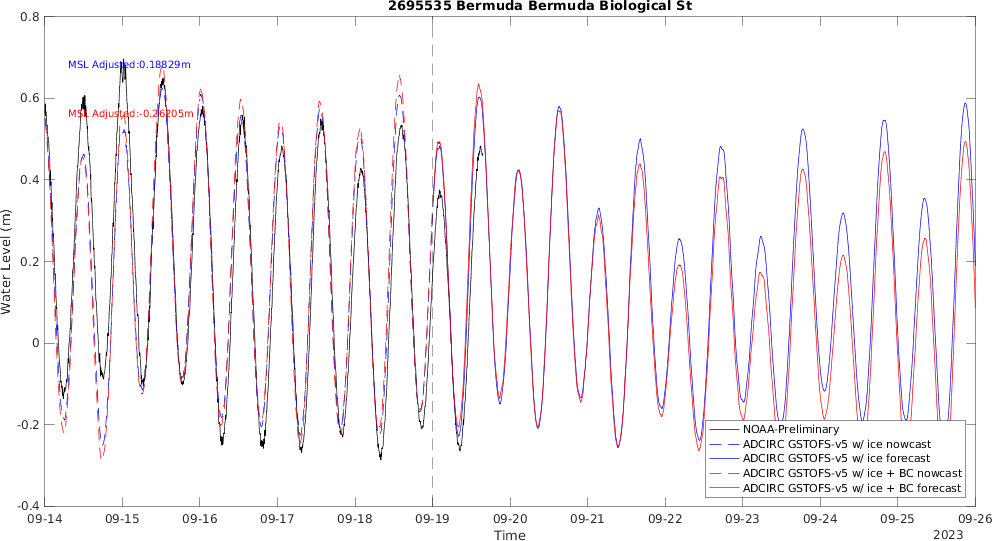 2695535 Bermuda Bermuda Biological St
0.8
0.6
0.4
0.2
0
-0.2
-0.4
Water Level (m)
MSL Adjusted:0.18829m
MSL Adjusted:-0.26205m
NOAA-Preliminary
ADCIRC GSTOFS-v5 w/ ice nowcast
ADCIRC GSTOFS-v5 w/ ice forecast
ADCIRC GSTOFS-v5 w/ ice + BC nowcast
ADCIRC GSTOFS-v5 w/ ice + BC forecast
09-14 09-15 09-16 09-17 09-18 09-19 09-20 09-21 09-22 09-23 09-24 09-25 09-26
Time
2023